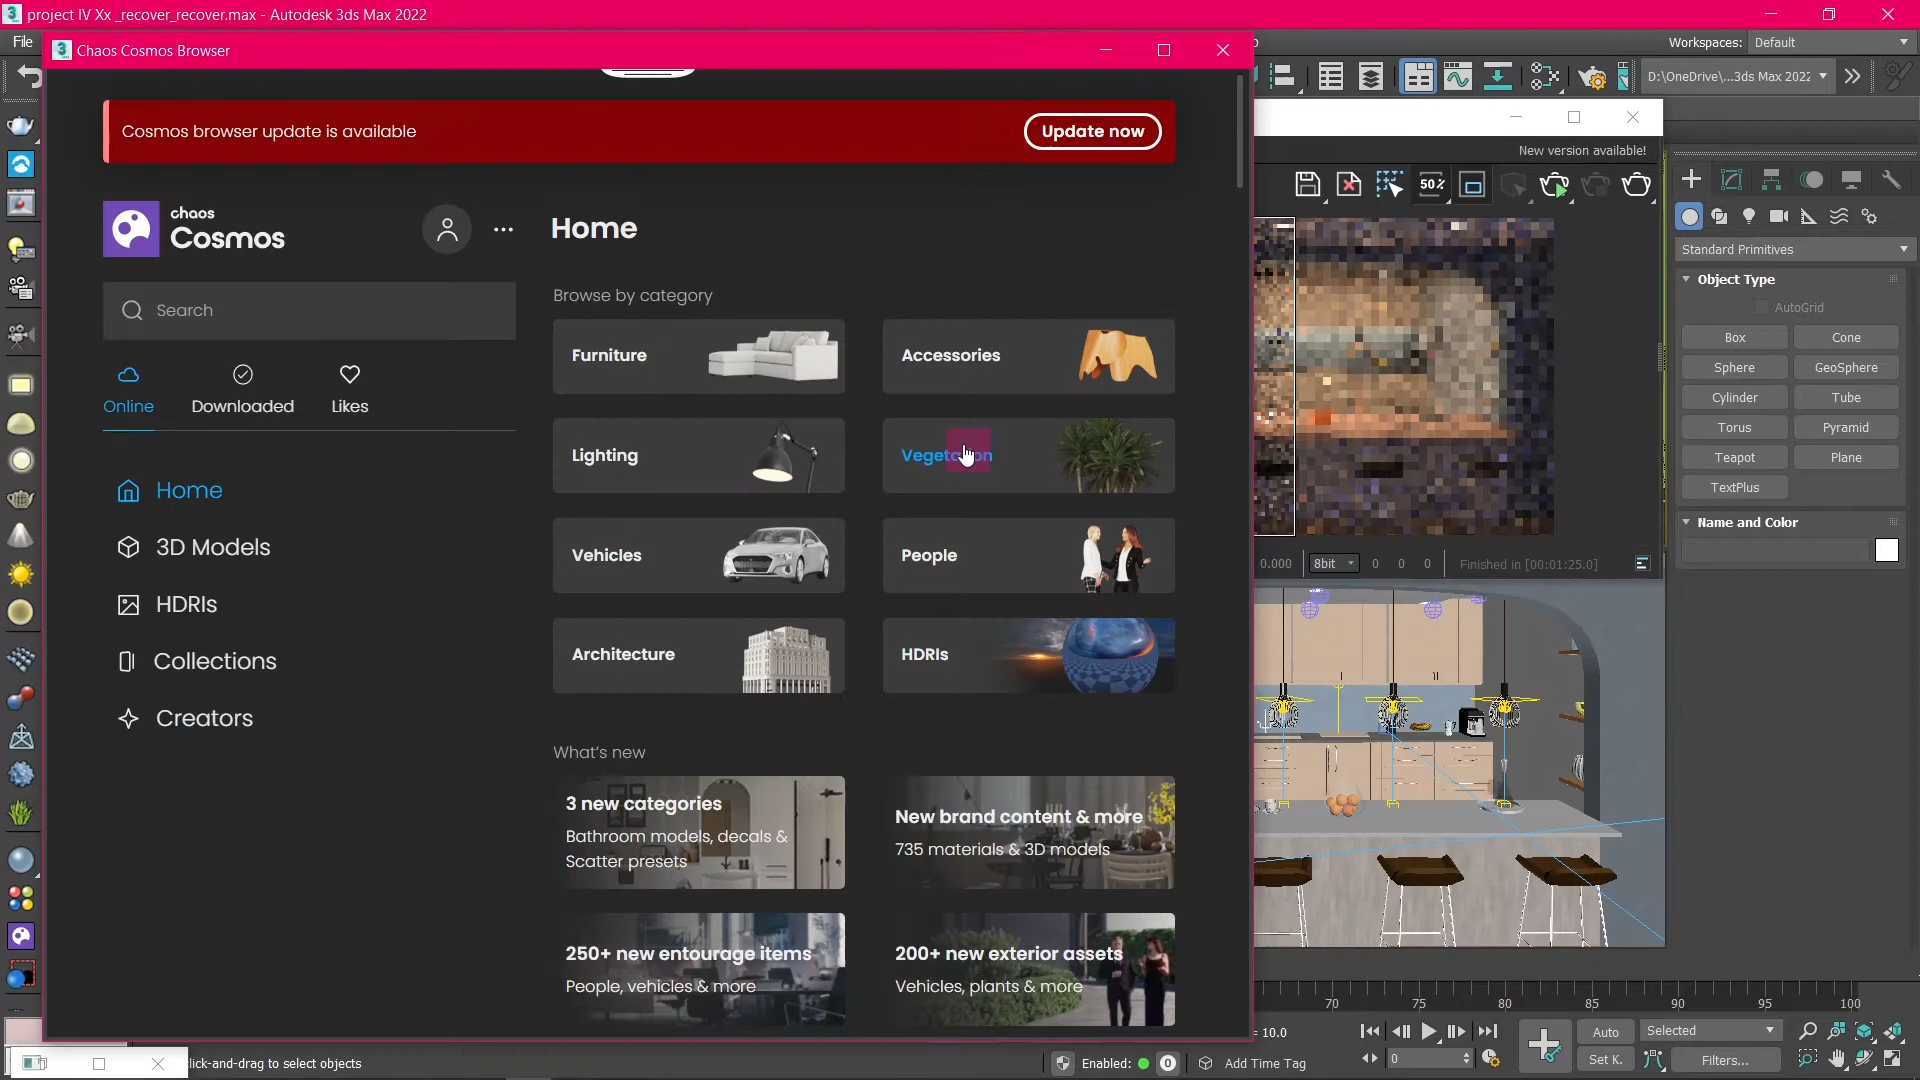 project IV Xx _recover_recover.max - Autodesk 3ds Max 2022
File
Workspaces: Default
Chaos Cosmos Browser
D:\OneDrive\...3ds Max 2022
Cosmos browser update is available
Update now
New version available!
chaos
Cosmos
Home
Search
Browse by category
Furniture
Accessories
Online
Downloaded
Likes
Lighting
Vegetation
Home
3D Models
HDRIs
Collections
Creators
Vehicles
People
Architecture
HDRIs
What's new
3 new categories
Bathroom models, decals &
Scatter presets
New brand content & more
735 materials & 3D models
250+ new entourage items
People, vehicles & more
200+ new exterior assets
Vehicles, plants & more
50%
0.000
8bit
0 0 0
Finished in [00:01:25.0]
Standard Primitives
Object Type
AutoGrid
Box
Cone
Sphere
GeoSphere
Cylinder
Tube
Torus
Pyramid
Teapot
Plane
TextPlus
Name and Color
70 75 80 85 90 95 100
= 10.0
Auto
Selected
Set K.
Filters...
0
click-and-drag to select objects
Enabled:
0
Add Time Tag